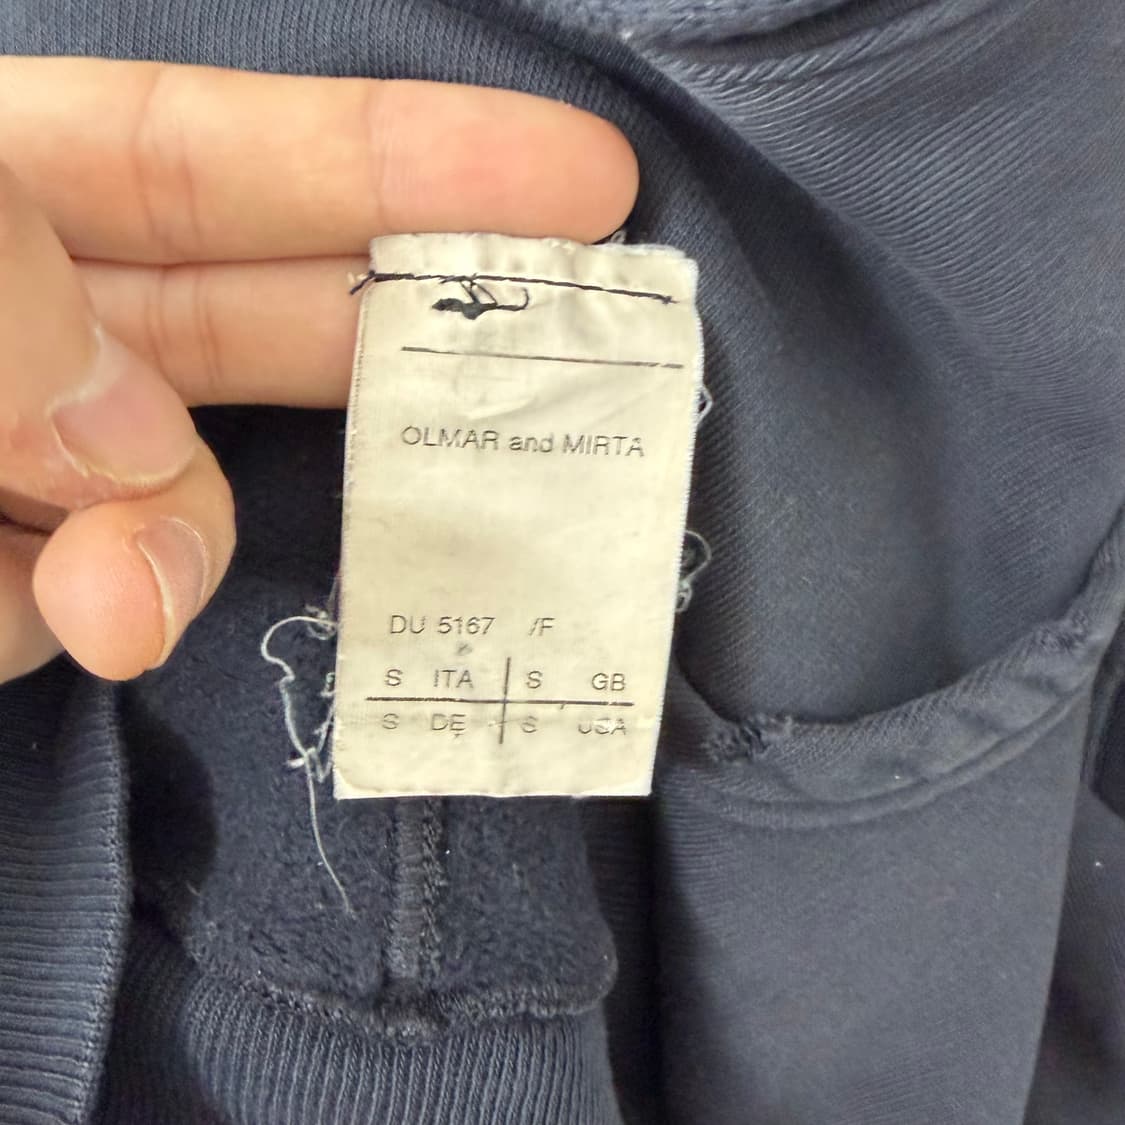 OLMAR and MIRTA
DU 5167 /F
S ITA S GB
S DE S USA